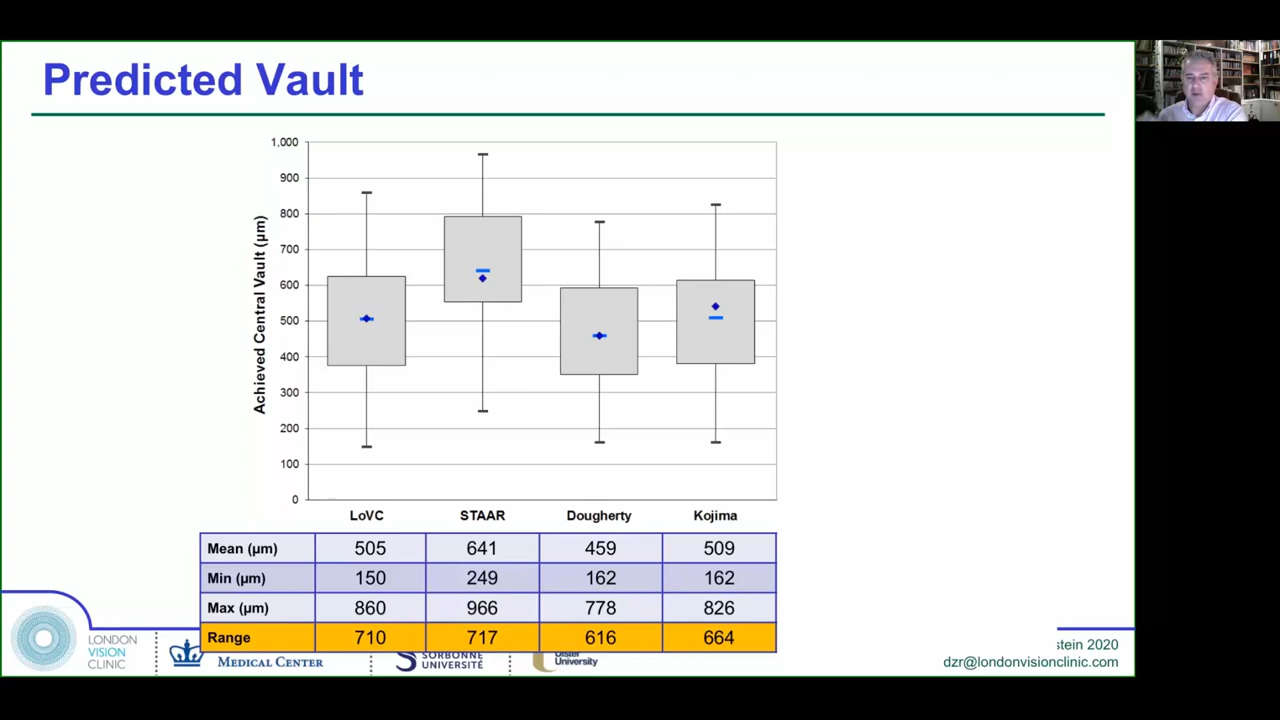 Predicted Vault
Achieved Central Vault (µm)
1,000
900
800
700
600
500
400
300
200
100
0
LoVC STAAR Dougherty Kojima
Mean (µm) 505 641 459 509
Min (µm) 150 249 162 162
Max (µm) 860 966 778 826
Range 710 717 616 664
LONDON
VISION
CLINIC
MEDICAL CENTER
SORBONNE
UNIVERSITÉ
Ulster
University
stein 2020
dzr@londonvisionclinic.com